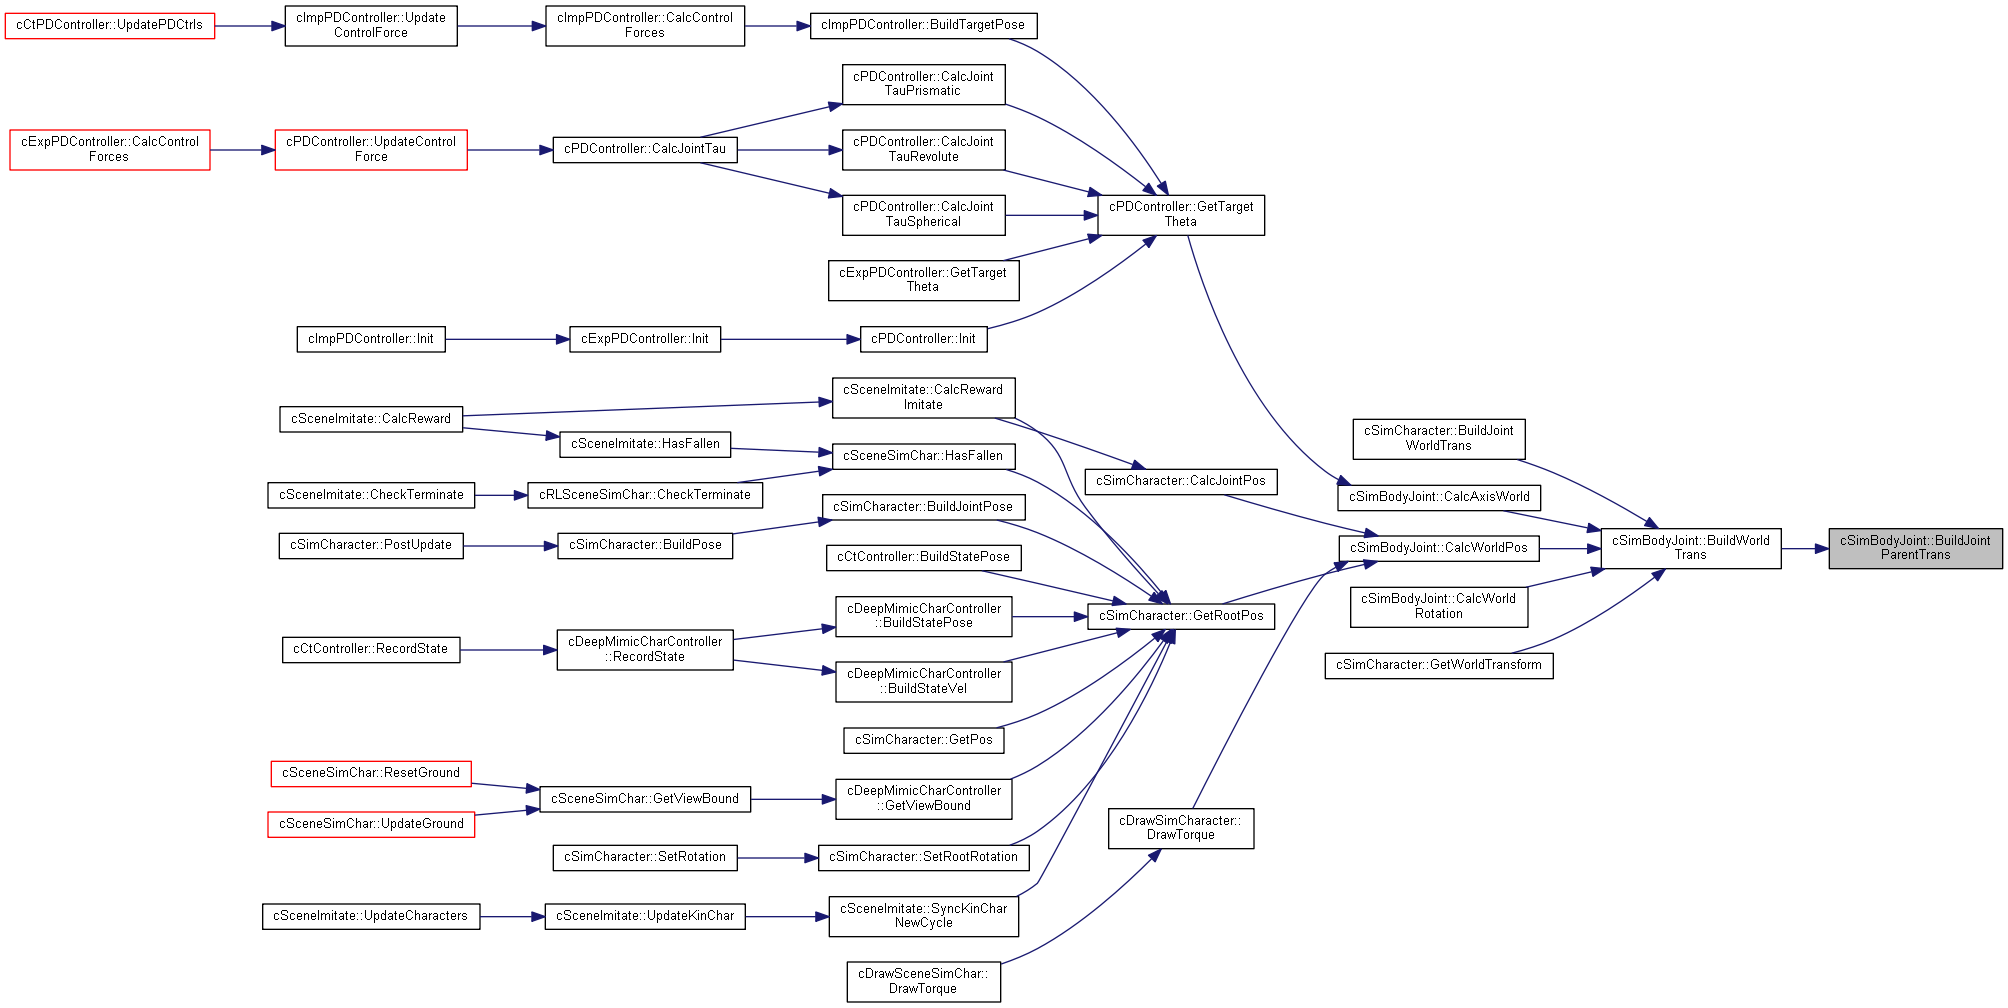 cCtPDController::UpdatePDCtrls
cImpPDController::Update
ControlForce
cImpPDController::CalcControl
Forces
cImpPDController::BuildTargetPose
cPDController::CalcJoint
TauPrismatic
cExpPDController::CalcControl
Forces
cPDController::UpdateControl
Force
cPDController::CalcJointTau
cPDController::CalcJoint
TauRevolute
cPDController::CalcJoint
TauSpherical
cPDController::GetTarget
Theta
cExpPDController::GetTarget
Theta
cImpPDController::Init
cExpPDController::Init
cPDController::Init
cSceneImitate::CalcReward
Imitate
cSceneImitate::CalcReward
cSceneImitate::HasFallen
cSceneSimChar::HasFallen
cSimCharacter::BuildJoint
WorldTrans
cSimCharacter::CalcJointPos
cSceneImitate::CheckTerminate
cRLSceneSimChar::CheckTerminate
cSimBodyJoint::CalcAxisWorld
cSimCharacter::BuildJointPose
cSimCharacter::PostUpdate
cSimCharacter::BuildPose
cSimBodyJoint::CalcWorldPos
cSimBodyJoint::BuildWorld
Trans
cSimBodyJoint::BuildJoint
ParentTrans
cCtController::BuildStatePose
cSimBodyJoint::CalcWorld
Rotation
cDeepMimicCharController
::BuildStatePose
cSimCharacter::GetRootPos
cCtController::RecordState
cDeepMimicCharController
::RecordState
cSimCharacter::GetWorldTransform
cDeepMimicCharController
::BuildStateVel
cSimCharacter::GetPos
cSceneSimChar::ResetGround
cSceneSimChar::GetViewBound
cDeepMimicCharController
::GetViewBound
cSceneSimChar::UpdateGround
cDrawSimCharacter::
DrawTorque
cSimCharacter::SetRotation
cSimCharacter::SetRootRotation
cSceneImitate::UpdateCharacters
cSceneImitate::UpdateKinChar
cSceneImitate::SyncKinChar
NewCycle
cDrawSceneSimChar::
DrawTorque